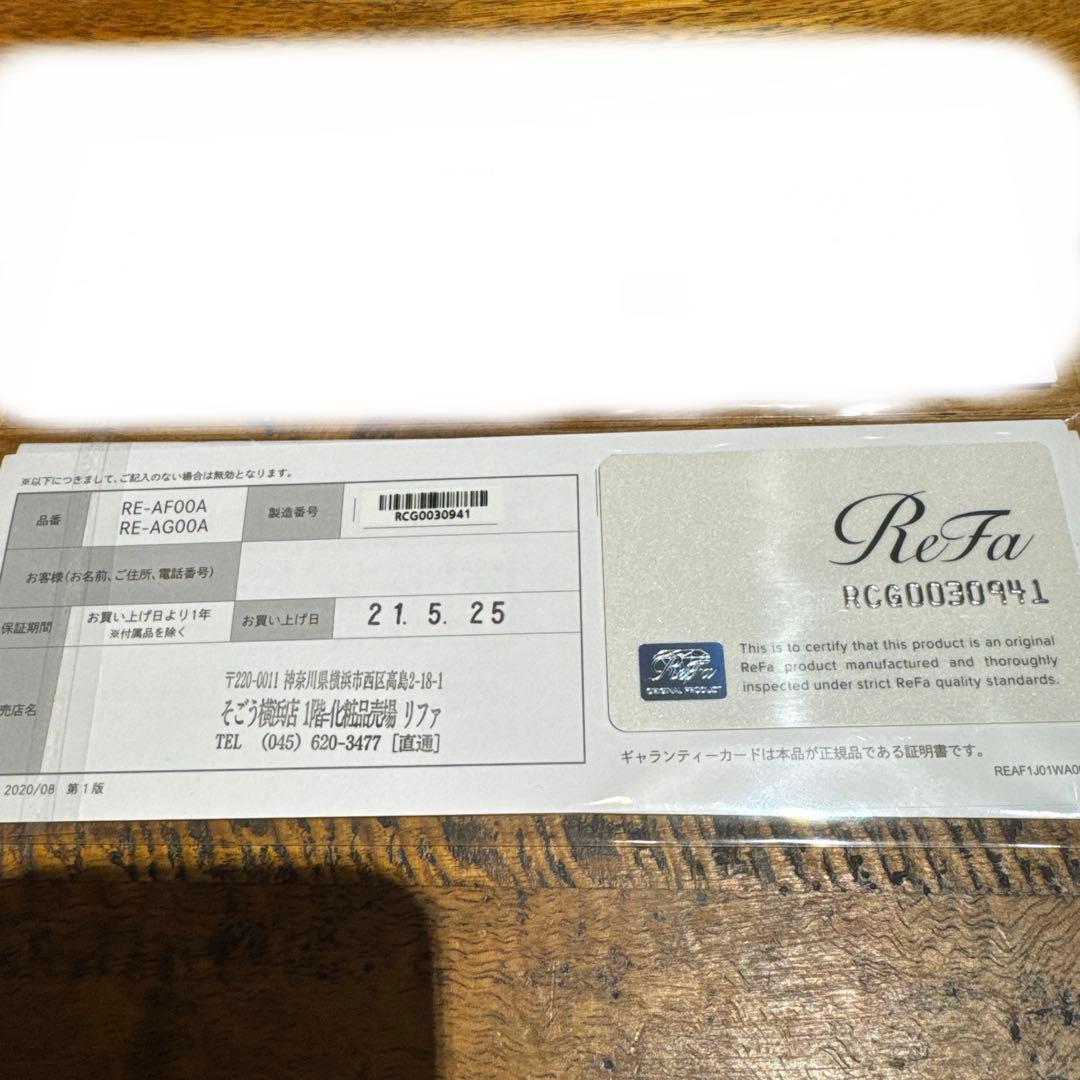 ※以下につきまして、ご記入のない場合は無効となります。
品番
RE-AF00A
RE-AG00A
製造番号
RCG0030941
お客様(お名前、ご住所、電話番号)
保証期間
お買い上げ日より1年
※付属品を除く
お買い上げ日
21. 5. 25
売店名
〒220-0011 神奈川県横浜市西区高島2-18-1
そごう横浜店 1階-化粧品売場 リファ
TEL (045) 620-3477 [直通]
2020/08 第1版
ReFa
RCG0030941
ReFa
ORIGINAL PRODUCT
This is to certify that this product is an original
ReFa product manufactured and thoroughly
inspected under strict ReFa quality standards.
ギャランティーカードは本品が正規品である証明書です。
REAF1J01WA0